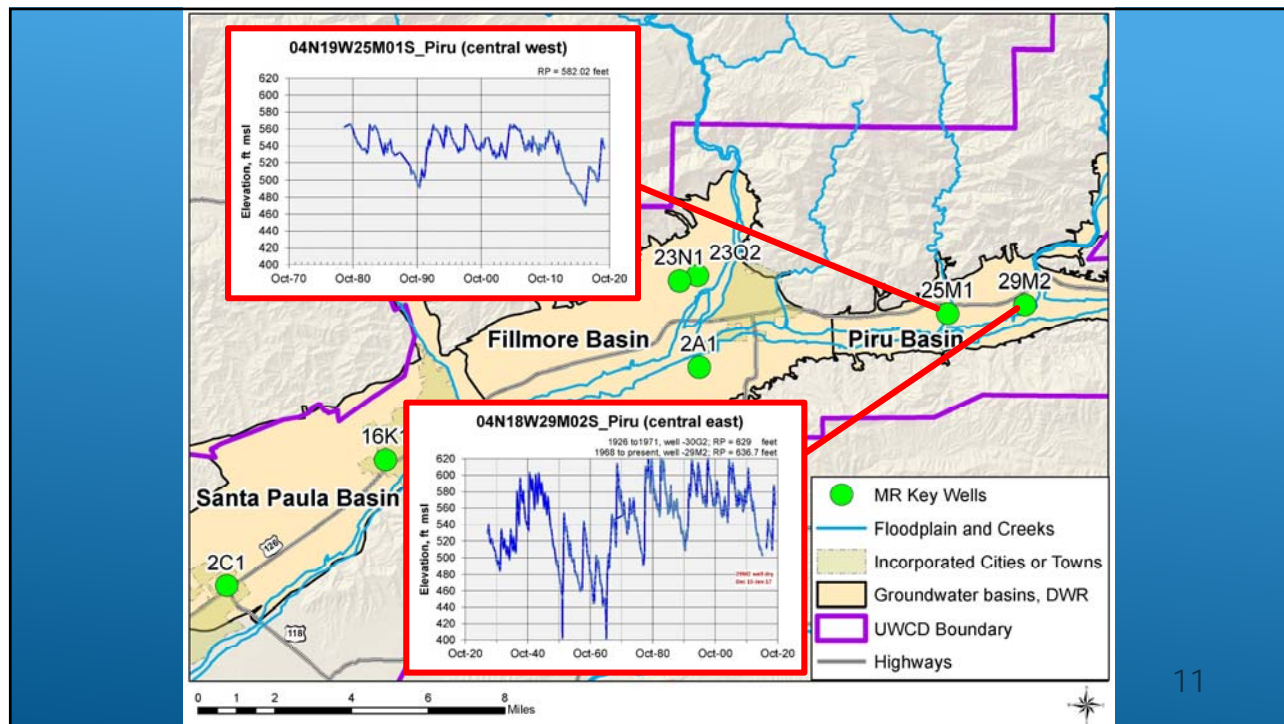 04N19W25M01S_Piru (central west)
RP = 582.02 feet
620
600
580
560
540
520
500
480
460
440
420
400
Elevation, ft msl
Oct-70 Oct-80 Oct-90 Oct-00 Oct-10 Oct-20
23N1 23Q2
25M1 29M2
Fillmore Basin
Piru Basin
2A1
16K1
Santa Paula Basin
126
2C1
118
04N18W29M02S_Piru (central east)
1926 to1971, well -30G2; RP = 629 feet
1968 to present, well -29M2; RP = 636.7 feet
620
600
580
560
540
520
500
480
460
440
420
400
Elevation, ft msl
29M2 well dry
Oct-20 Oct-40 Oct-60 Oct-80 Oct-00 Oct-20
MR Key Wells
Floodplain and Creeks
Incorporated Cities or Towns
Groundwater basins, DWR
UWCD Boundary
Highways
0 1 2 4 6 8
Miles
11